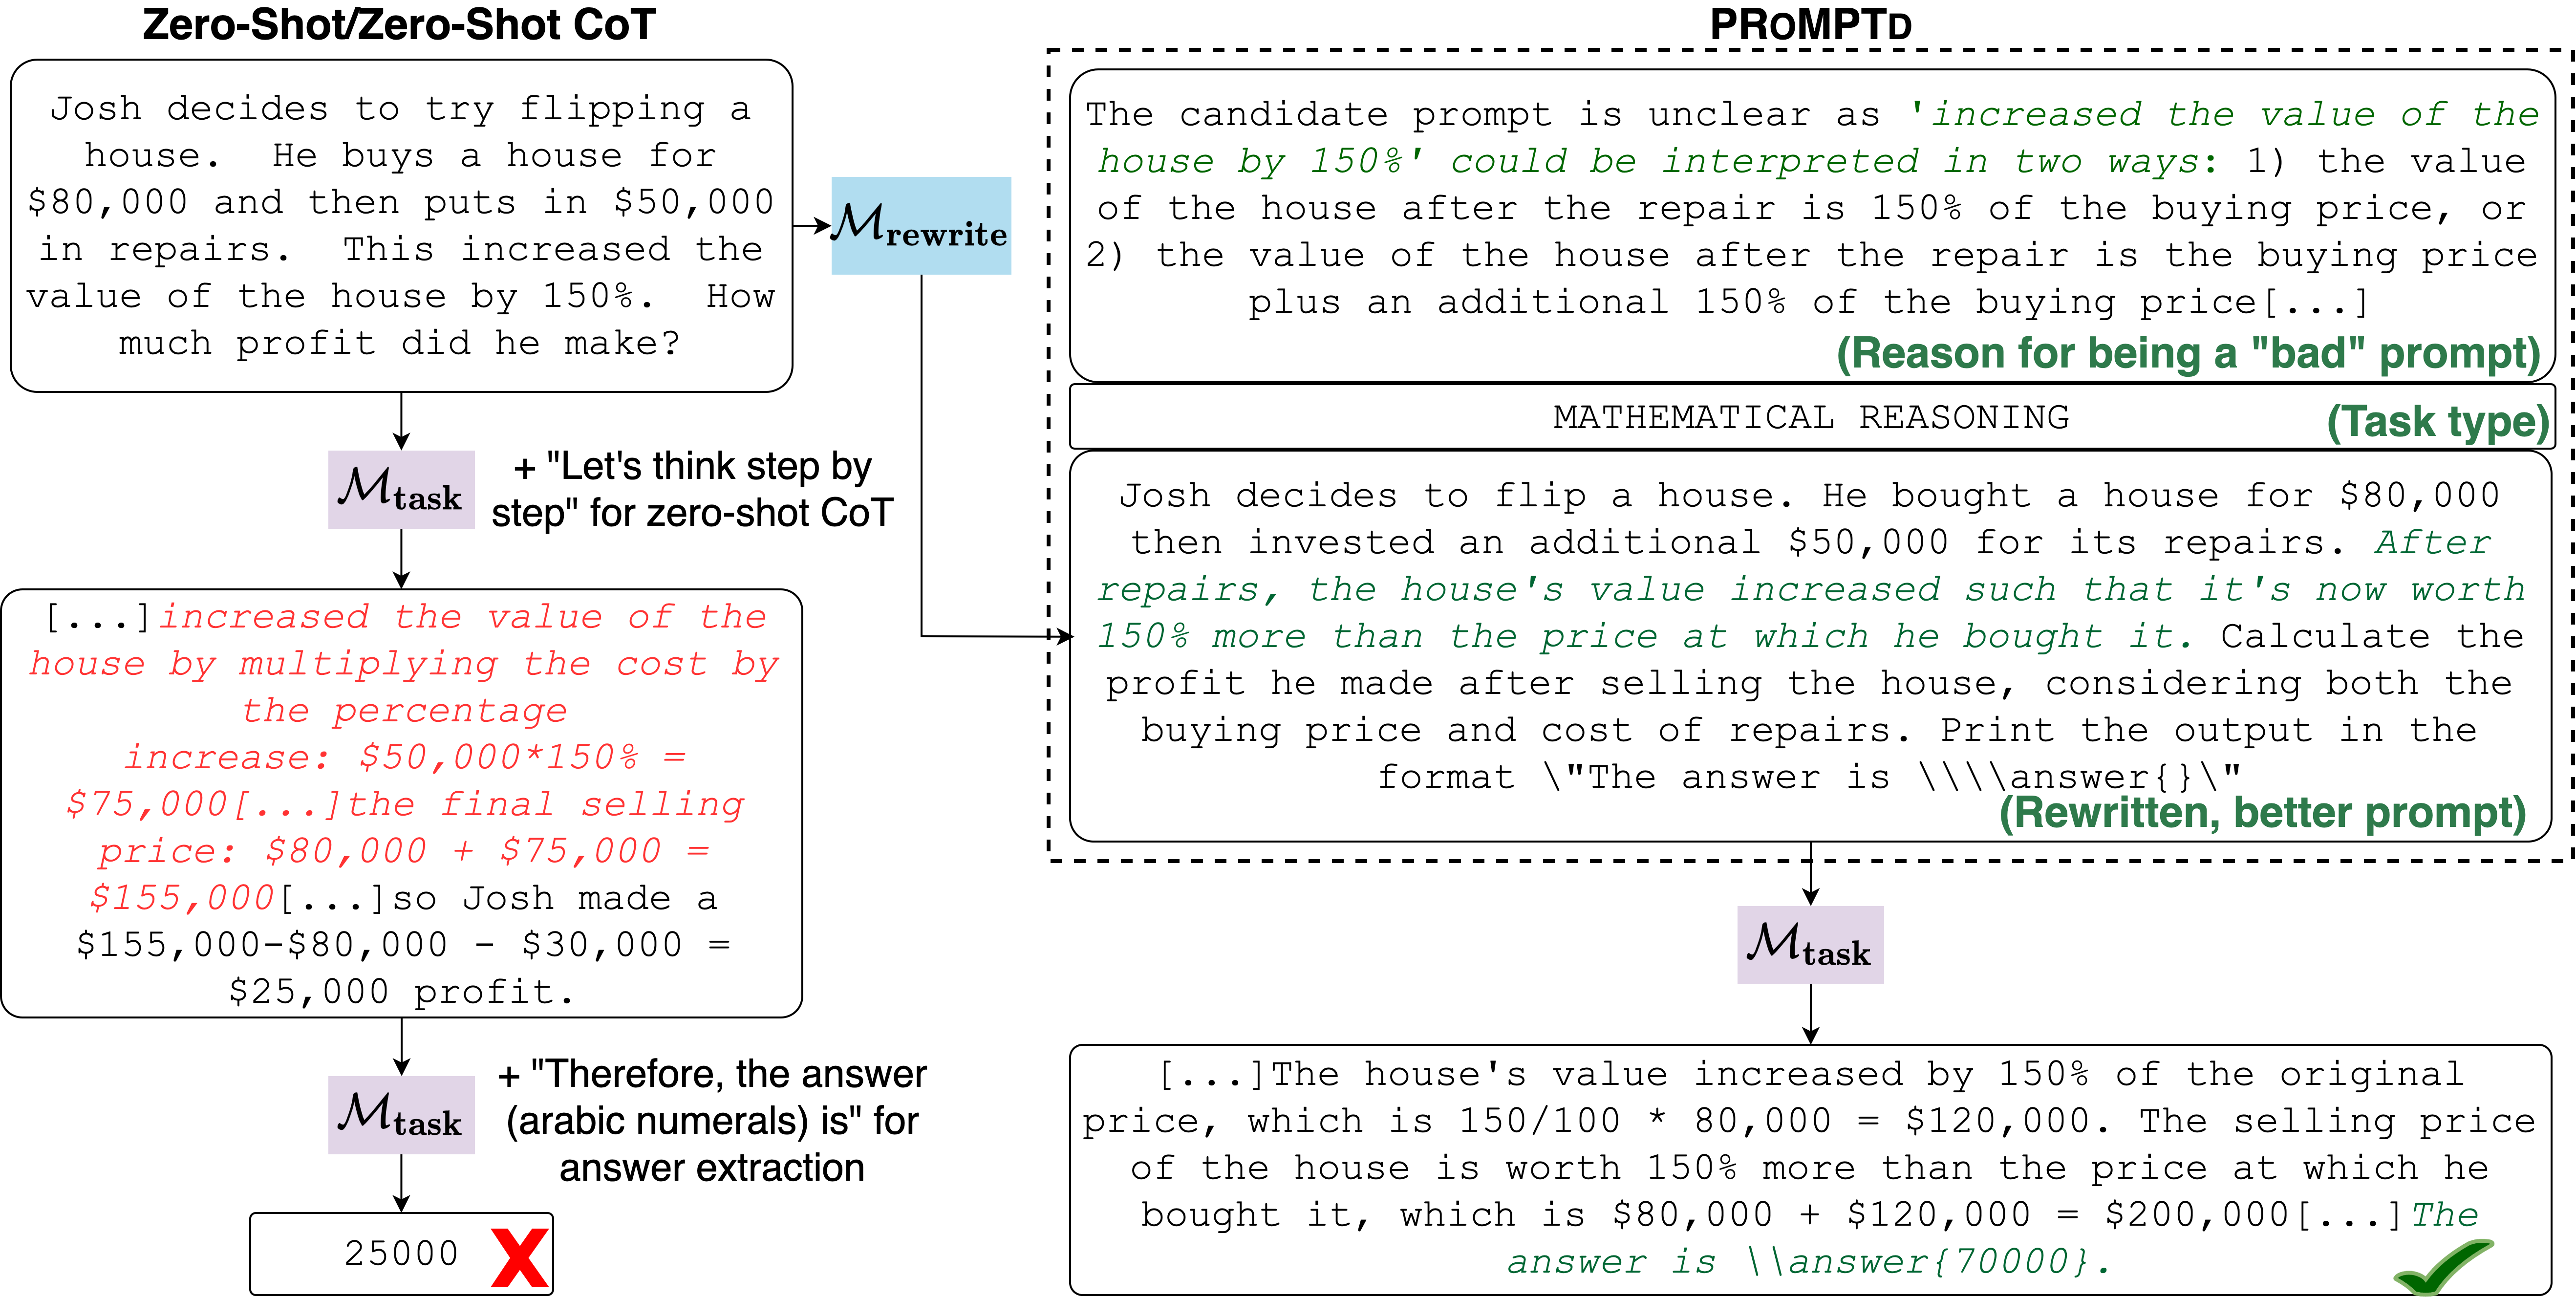 Zero-Shot/Zero-Shot CoT
Josh decides to try flipping a
house. He buys a house for
$80,000 and then puts in $50,000
in repairs. This increased the
value of the house by 150%. How
much profit did he make?
ℳrewrite
ℳtask
+ "Let's think step by
step" for zero-shot CoT
[...]increased the value of the
house by multiplying the cost by
the percentage
increase: $50,000*150% =
$75,000[...]the final selling
price: $80,000 + $75,000 =
$155,000[...]so Josh made a
$155,000-$80,000 - $30,000 =
$25,000 profit.
ℳtask
+ "Therefore, the answer
(arabic numerals) is" for
answer extraction
25000 X
PROMPTD
The candidate prompt is unclear as 'increased the value of the
house by 150%' could be interpreted in two ways: 1) the value
of the house after the repair is 150% of the buying price, or
2) the value of the house after the repair is the buying price
plus an additional 150% of the buying price[...]
(Reason for being a "bad" prompt)
MATHEMATICAL REASONING (Task type)
Josh decides to flip a house. He bought a house for $80,000
then invested an additional $50,000 for its repairs. After
repairs, the house's value increased such that it's now worth
150% more than the price at which he bought it. Calculate the
profit he made after selling the house, considering both the
buying price and cost of repairs. Print the output in the
format \"The answer is \\\\answer{}\"
(Rewritten, better prompt)
ℳtask
[...]The house's value increased by 150% of the original
price, which is 150/100 * 80,000 = $120,000. The selling price
of the house is worth 150% more than the price at which he
bought it, which is $80,000 + $120,000 = $200,000[...]The
answer is \\answer{70000}.